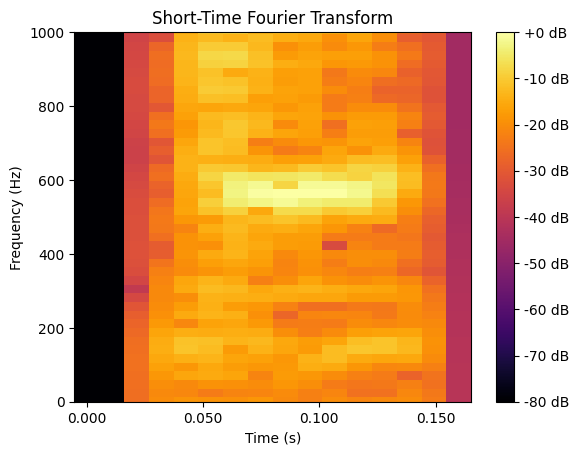 Short-Time Fourier Transform
1000
800
600
400
200
0
Frequency (Hz)
0.000
0.050
0.100
0.150
Time (s)
+0 dB
-10 dB
-20 dB
-30 dB
-40 dB
-50 dB
-60 dB
-70 dB
-80 dB